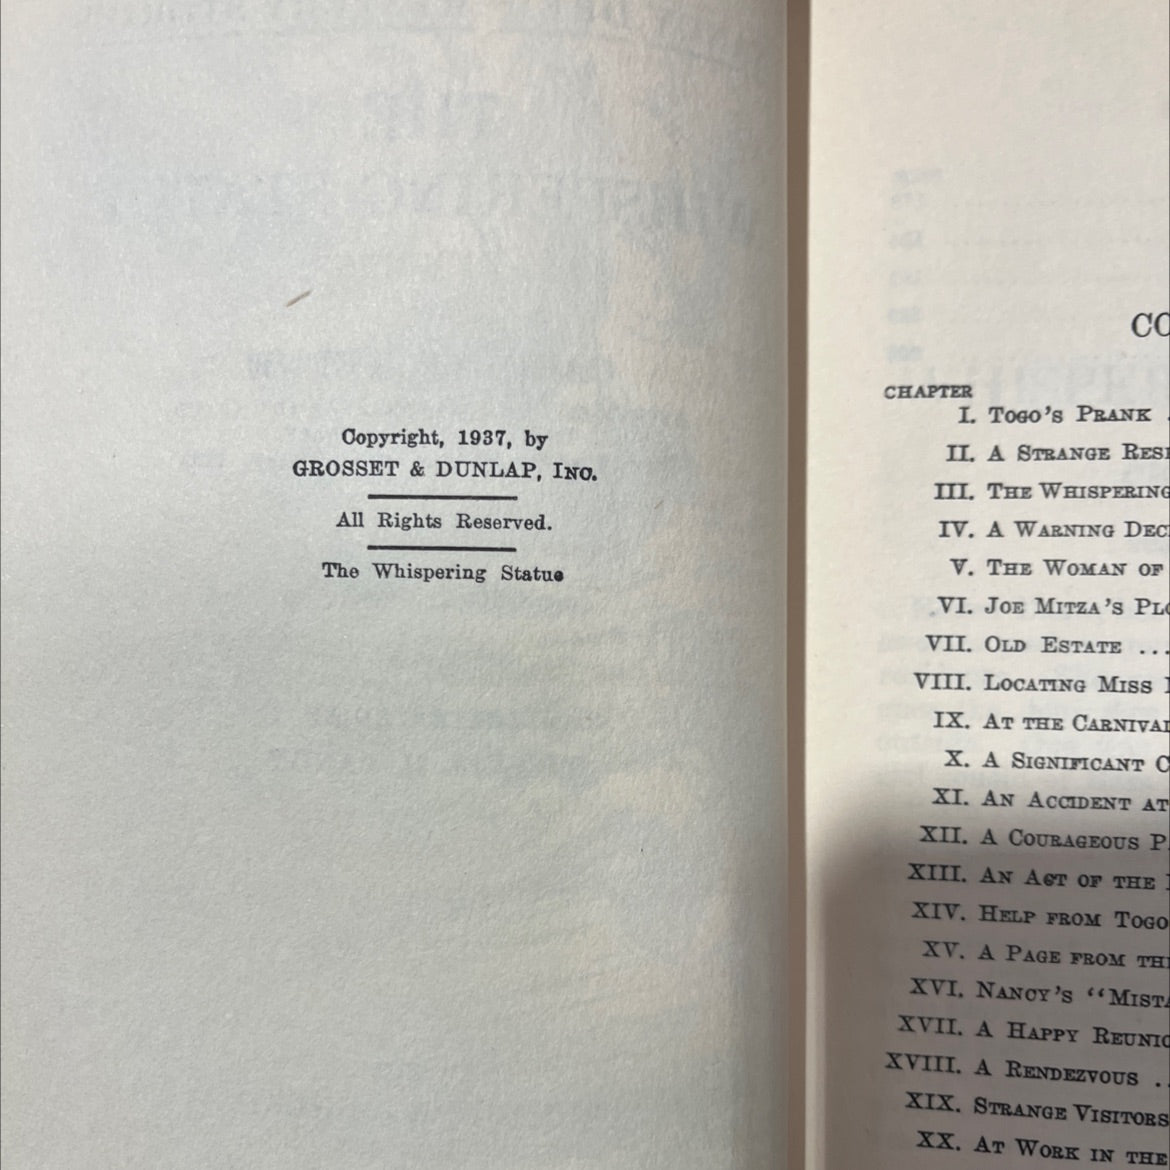 Copyright, 1937, by
GROSSET & DUNLAP, INC.
All Rights Reserved.
The Whispering Statue
CHAPTER
I. TOGO'S PRANK
II. A STRANGE
III. THE WHISPERING
IV. A WARNING
V. THE WOMAN OF
VI. JOE MITZA'S
VII. OLD ESTATE ...
VIII. LOCATING MISS
IX. AT THE CARNIVAL
X. A SIGNIFICANT
XI. AN ACCIDENT AT
XII. A COURAGEOUS
XIII. AN ACT OF THE
XIV. HELP FROM TOGO
XV. A PAGE FROM THE
XVI. NANCY'S
XVII. A HAPPY
XVIII. A RENDEZVOUS ..
XIX. STRANGE VISITORS
XX. AT WORK IN THE